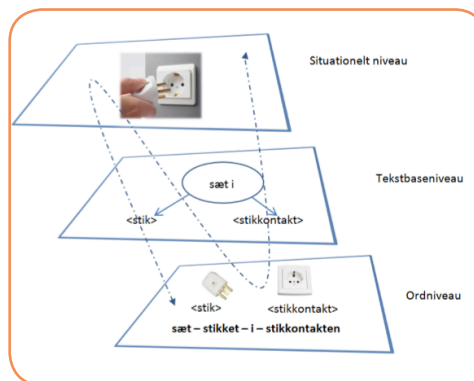 Situationelt niveau
sæt i
Tekstbaseniveau
<stik> <stikkontakt>
Ordniveau
<stik> <stikkontakt>
sæt – stikket – i – stikkontakten